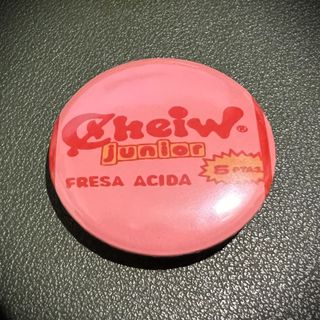 Cheiw®
junior
FRESA ACIDA
5 PTAS.